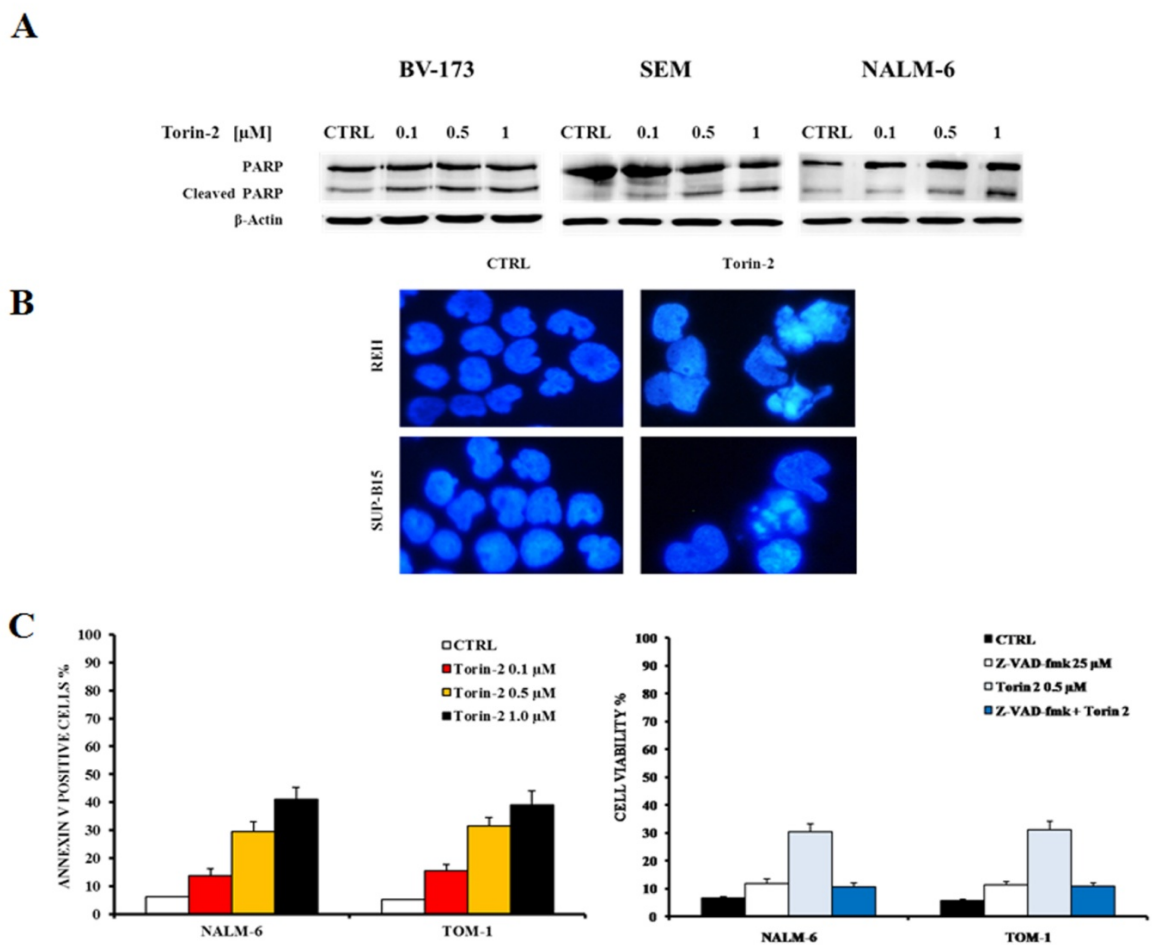 A
BV-173 SEM NALM-6
Torin-2 [µM] CTRL 0.1 0.5 1 CTRL 0.1 0.5 1 CTRL 0.1 0.5 1
PARP
Cleaved PARP
β-Actin
CTRL Torin-2
B
REH
SUP-B15
C
ANNEXIN V POSITIVE CELLS %
100
90
80
70
60
50
40
30
20
10
0
CTRL
Torin-2 0.1 µM
Torin-2 0.5 µM
Torin-2 1.0 µM
NALM-6 TOM-1
CELL VIABILITY %
100
90
80
70
60
50
40
30
20
10
0
CTRL
Z-VAD-fmk 25 µM
Torin 2 0.5 µM
Z-VAD-fmk + Torin 2
NALM-6 TOM-1